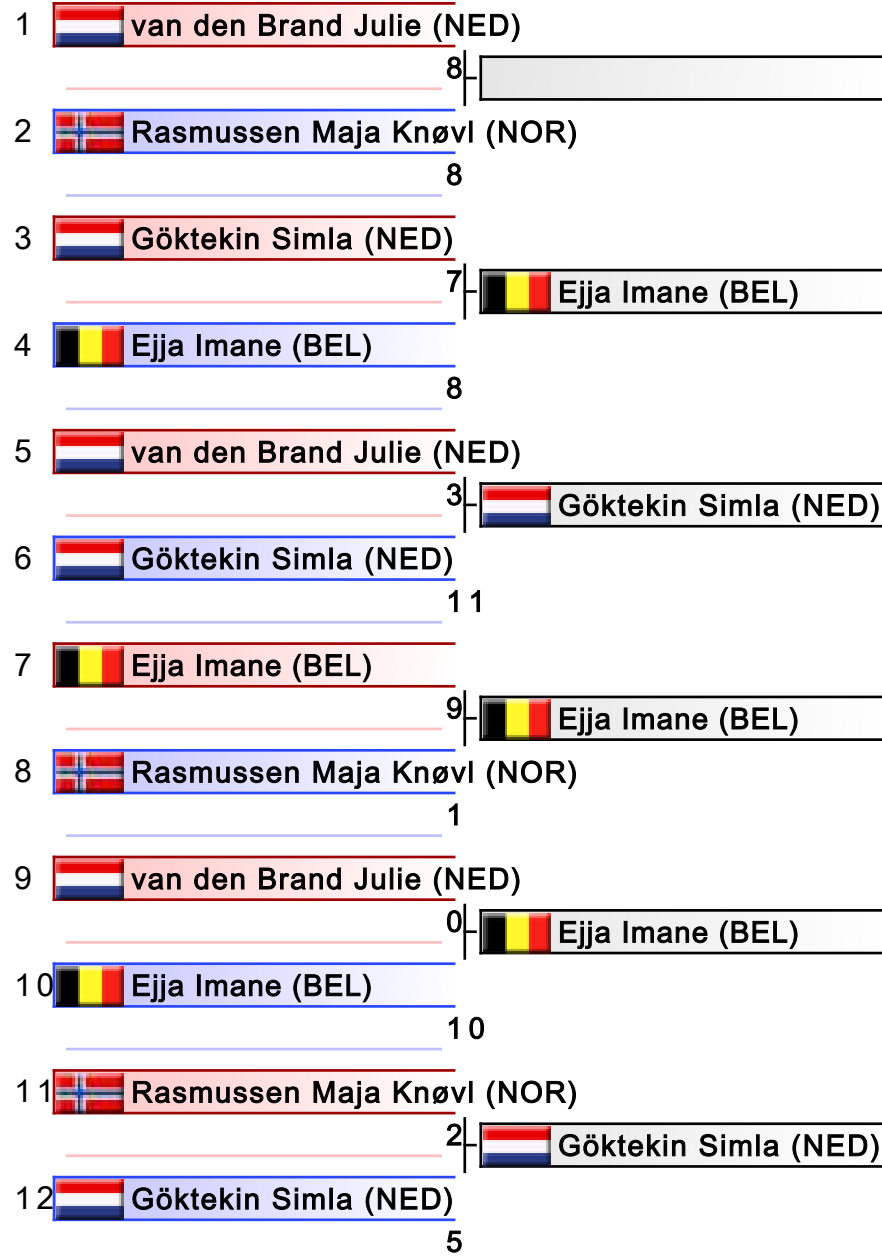 1 van den Brand Julie (NED)
8
2 Rasmussen Maja Knøvl (NOR)
8
3 Göktekin Simla (NED)
7 Ejja Imane (BEL)
4 Ejja Imane (BEL)
8
5 van den Brand Julie (NED)
3 Göktekin Simla (NED)
6 Göktekin Simla (NED)
11
7 Ejja Imane (BEL)
9 Ejja Imane (BEL)
8 Rasmussen Maja Knøvl (NOR)
1
9 van den Brand Julie (NED)
0 Ejja Imane (BEL)
10 Ejja Imane (BEL)
10
11 Rasmussen Maja Knøvl (NOR)
2 Göktekin Simla (NED)
12 Göktekin Simla (NED)
5